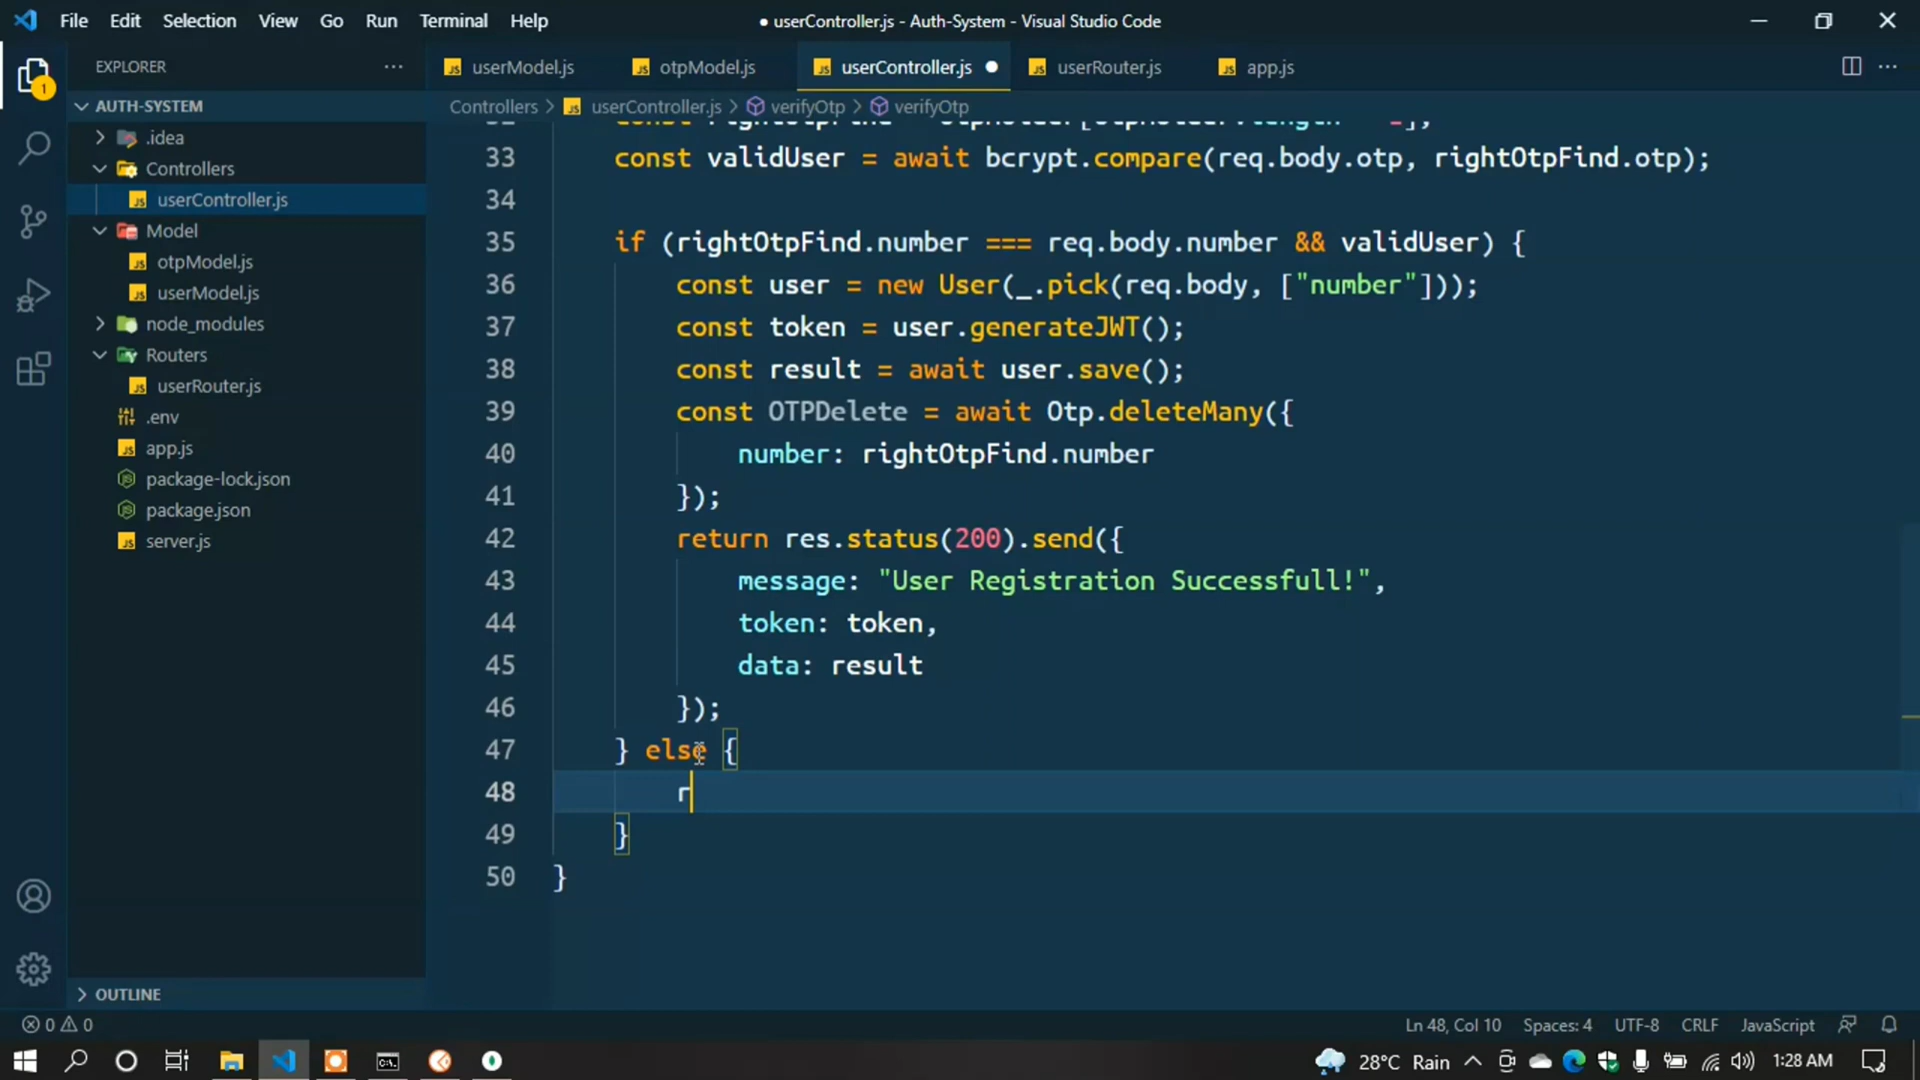 File Edit Selection View Go Run Terminal Help
● userController.js - Auth-System - Visual Studio Code
EXPLORER
userModel.js
otpModel.js
userController.js
userRouter.js
app.js
1
AUTH-SYSTEM
.idea
Controllers
userController.js
Model
otpModel.js
userModel.js
node_modules
Routers
userRouter.js
.env
app.js
package-lock.json
package.json
server.js
OUTLINE
Controllers > userController.js > verifyOtp > verifyOtp
33 const validUser = await bcrypt.compare(req.body.otp, rightOtpFind.otp);
34
35 if (rightOtpFind.number === req.body.number && validUser) {
36 const user = new User(_.pick(req.body, ["number"]));
37 const token = user.generateJWT();
38 const result = await user.save();
39 const OTPDelete = await Otp.deleteMany({
40 number: rightOtpFind.number
41 });
42 return res.status(200).send({
43 message: "User Registration Successfull!",
44 token: token,
45 data: result
46 });
47 } else {
48 r
49 }
50 }
0 0
Ln 48, Col 10 Spaces: 4 UTF-8 CRLF JavaScript
28°C Rain
1:28 AM